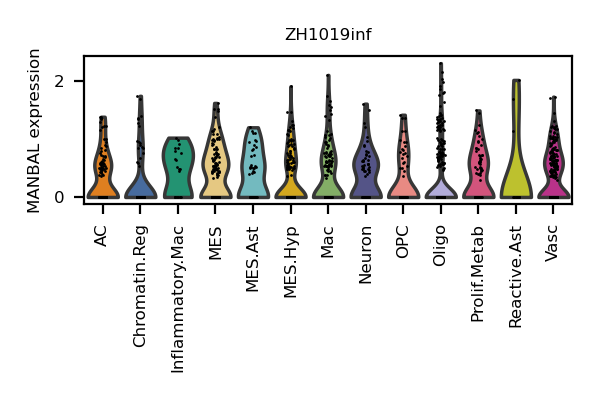 ZH1019inf
MANBAL expression
2
0
AC
Chromatin.Reg
Inflammatory.Mac
MES
MES.Ast
MES.Hyp
Mac
Neuron
OPC
Oligo
Prolif.Metab
Reactive.Ast
Vasc